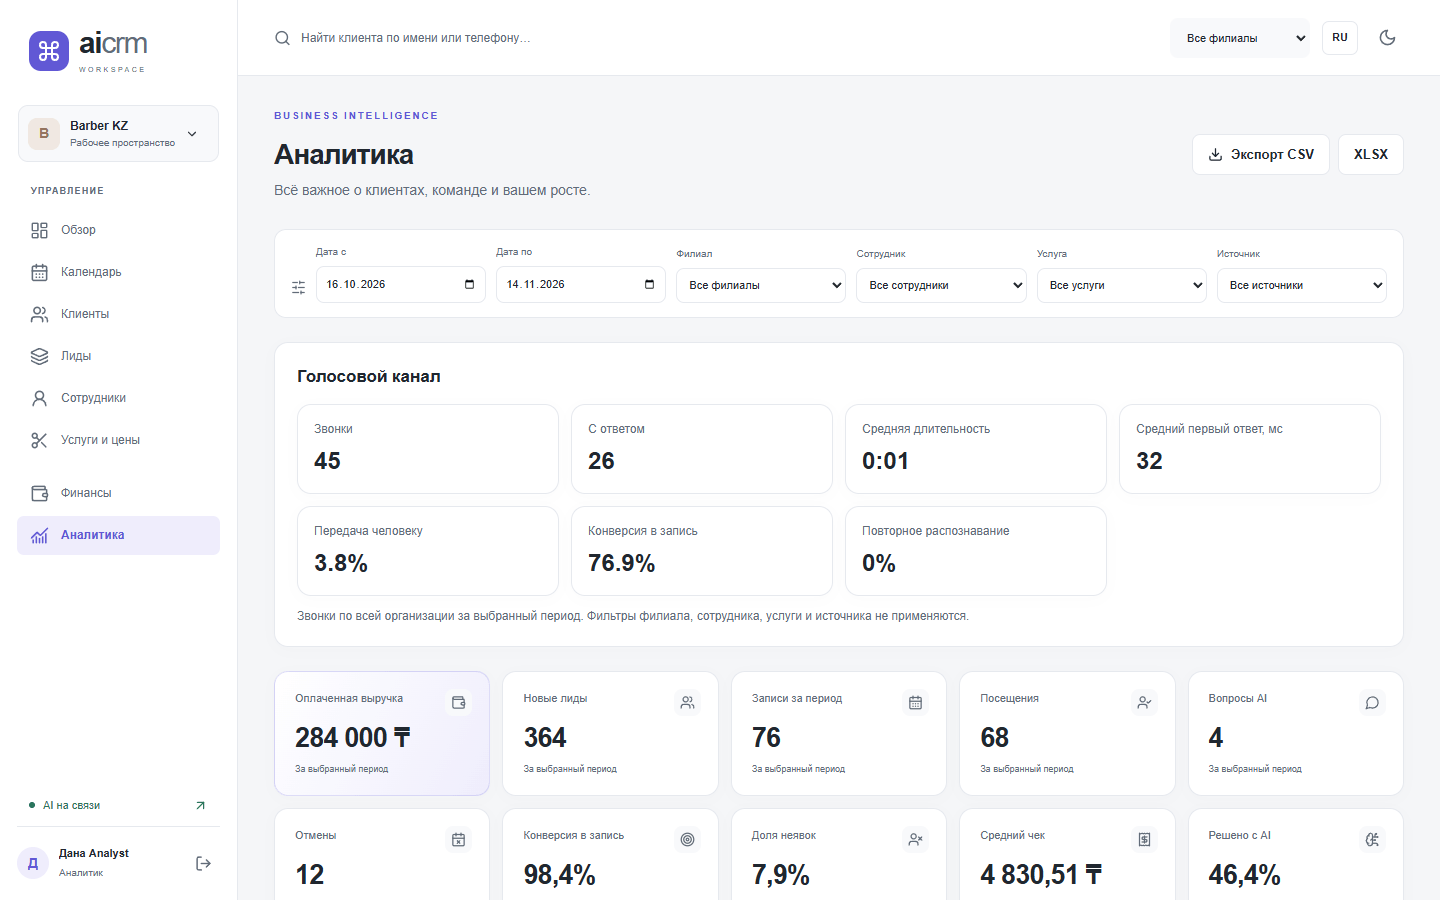 aicrm
WORKSPACE
B
Barber KZ
Рабочее пространство
УПРАВЛЕНИЕ
Обзор
Календарь
Клиенты
Лиды
Сотрудники
Услуги и цены
Финансы
Аналитика
AI на связи
Д
Дана Analyst
Аналитик
Найти клиента по имени или телефону...
Все филиалы
RU
BUSINESS INTELLIGENCE
Аналитика
Всё важное о клиентах, команде и вашем росте.
Экспорт CSV
XLSX
Дата с
16.10.2026
Дата по
14.11.2026
Филиал
Все филиалы
Сотрудник
Все сотрудники
Услуга
Все услуги
Источник
Все источники
Голосовой канал
Звонки
45
С ответом
26
Средняя длительность
0:01
Средний первый ответ, мс
32
Передача человеку
3.8%
Конверсия в запись
76.9%
Повторное распознавание
0%
Звонки по всей организации за выбранный период. Фильтры филиала, сотрудника, услуги и источника не применяются.
Оплаченная выручка
284 000 ₸
За выбранный период
Новые лиды
364
За выбранный период
Записи за период
76
За выбранный период
Посещения
68
За выбранный период
Вопросы AI
4
За выбранный период
Отмены
12
Конверсия в запись
98,4%
Доля неявок
7,9%
Средний чек
4 830,51 ₸
Решено с AI
46,4%